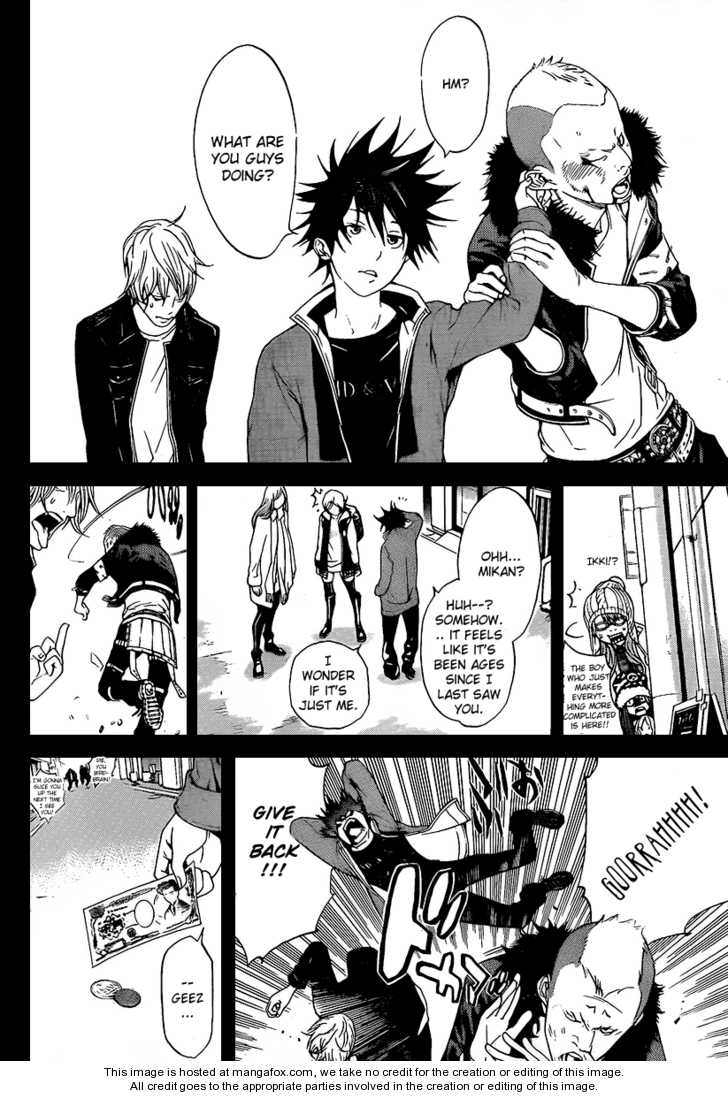 HM?
WHAT ARE
YOU GUYS
DOING?
IKKI!?
THE BOY
WHO JUST
MAKES
EVERYT-
HING MORE
COMPLICATED
IS HERE!!
OHH...
MIKAN?
HUH--?
SOMEHOW.
.. IT FEELS
LIKE IT'S
BEEN AGES
SINCE I
LAST SAW
YOU.
I
WONDER
IF IT'S
JUST ME.
GOORRAHHHH!
GIVE
IT
BACK!!!
YOU
BRAIN!
I'M GONNA
YOU
UP THE
NEXT TIME
I SEE
YOU!
--
GEEZ
...
This image is hosted at mangafox.com, we take no credit for the creation or editing of this image.
All credit goes to the appropriate parties involved in the creation or editing of this image.